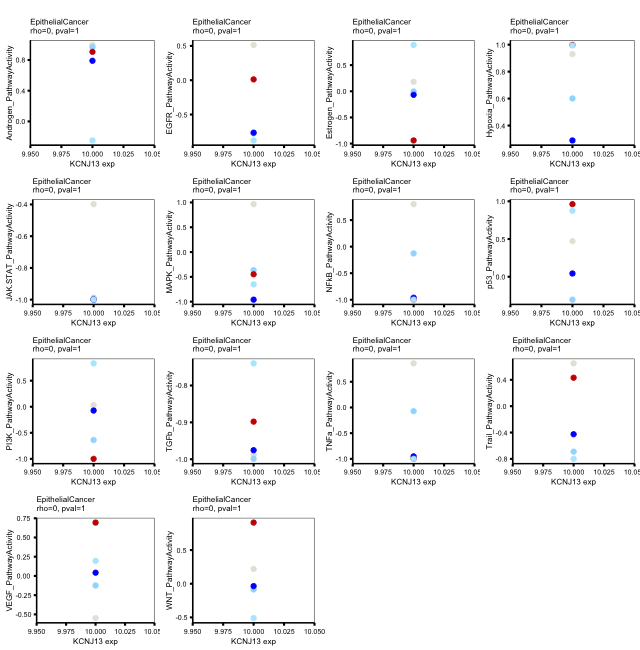 EpithelialCancer
rho=0, pval=1
Androgen_PathwayActivity
0.8
0.4
0.0
9.950 9.975 10.000 10.025 10.05
KCNJ13 exp
EpithelialCancer
rho=0, pval=1
EGFR_PathwayActivity
0.5
0.0
-0.5
9.950 9.975 10.000 10.025 10.05
KCNJ13 exp
EpithelialCancer
rho=0, pval=1
Estrogen_PathwayActivity
0.5
0.0
-0.5
-1.0
9.950 9.975 10.000 10.025 10.05
KCNJ13 exp
EpithelialCancer
rho=0, pval=1
Hypoxia_PathwayActivity
1.0
0.8
0.6
0.4
9.950 9.975 10.000 10.025 10.05
KCNJ13 exp
EpithelialCancer
rho=0, pval=1
JAK.STAT_PathwayActivity
-0.4
-0.6
-0.8
-1.0
9.950 9.975 10.000 10.025 10.05
KCNJ13 exp
EpithelialCancer
rho=0, pval=1
MAPK_PathwayActivity
1.0
0.5
0.0
-0.5
-1.0
9.950 9.975 10.000 10.025 10.05
KCNJ13 exp
EpithelialCancer
rho=0, pval=1
NFkB_PathwayActivity
0.5
0.0
-0.5
-1.0
9.950 9.975 10.000 10.025 10.05
KCNJ13 exp
EpithelialCancer
rho=0, pval=1
p53_PathwayActivity
1.0
0.5
0.0
9.950 9.975 10.000 10.025 10.05
KCNJ13 exp
EpithelialCancer
rho=0, pval=1
PI3K_PathwayActivity
0.5
0.0
-0.5
-1.0
9.950 9.975 10.000 10.025 10.05
KCNJ13 exp
EpithelialCancer
rho=0, pval=1
TGFb_PathwayActivity
-0.8
-0.9
-1.0
9.950 9.975 10.000 10.025 10.05
KCNJ13 exp
EpithelialCancer
rho=0, pval=1
TNFa_PathwayActivity
0.5
0.0
-0.5
-1.0
9.950 9.975 10.000 10.025 10.05
KCNJ13 exp
EpithelialCancer
rho=0, pval=1
Trail_PathwayActivity
0.4
0.0
-0.4
-0.8
9.950 9.975 10.000 10.025 10.05
KCNJ13 exp
EpithelialCancer
rho=0, pval=1
VEGF_PathwayActivity
0.75
0.50
0.25
0.00
-0.25
-0.50
9.950 9.975 10.000 10.025 10.05
KCNJ13 exp
EpithelialCancer
rho=0, pval=1
WNT_PathwayActivity
0.5
0.0
-0.5
9.950 9.975 10.000 10.025 10.050
KCNJ13 exp